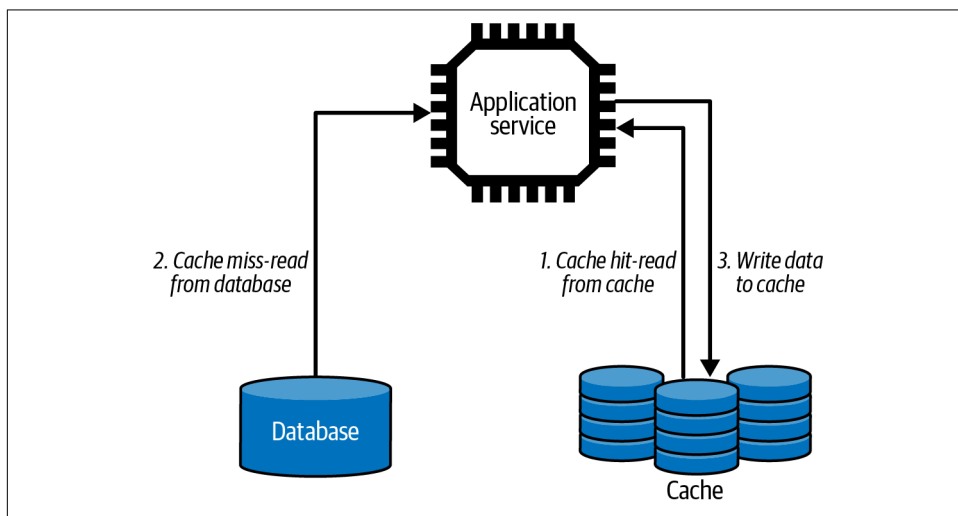 Application
service
2. Cache miss-read
from database
1. Cache hit-read
from cache
3. Write data
to cache
Database
Cache